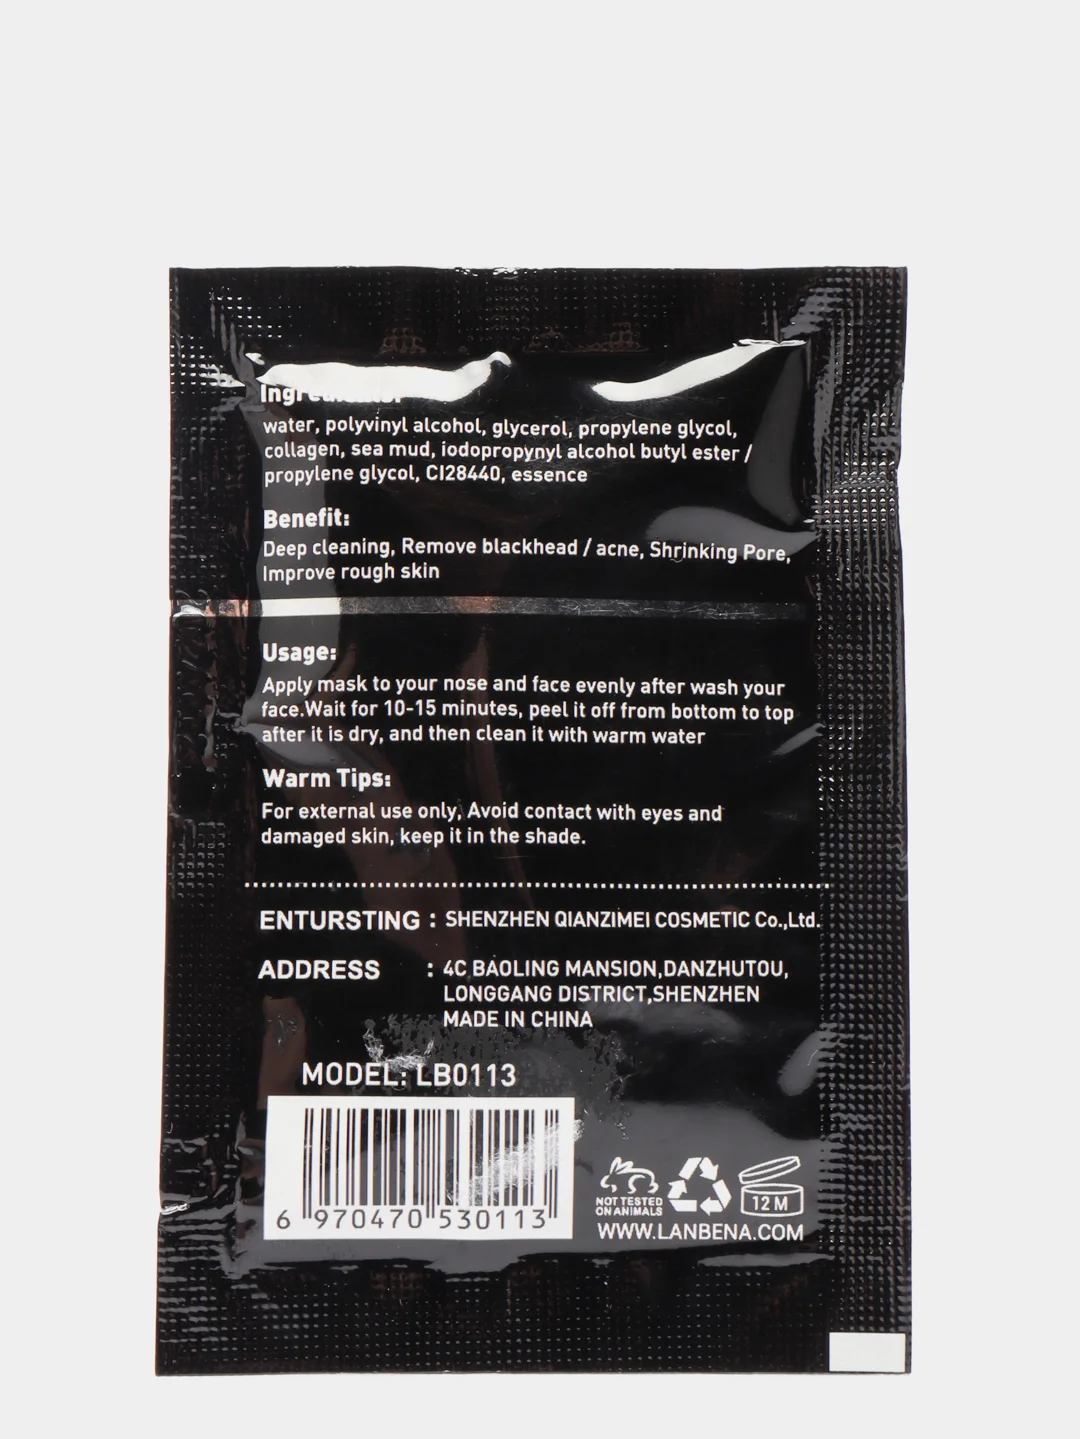 Ingredients:
water, polyvinyl alcohol, glycerol, propylene glycol,
collagen, sea mud, iodopropynyl alcohol butyl ester /
propylene glycol, CI28440, essence
Benefit:
Deep cleaning, Remove blackhead / acne, Shrinking Pore,
Improve rough skin
Usage:
Apply mask to your nose and face evenly after wash your
face.Wait for 10-15 minutes, peel it off from bottom to top
after it is dry, and then clean it with warm water
Warm Tips:
For external use only, Avoid contact with eyes and
damaged skin, keep it in the shade.
ENTURSTING : SHENZHEN QIANZIMEI COSMETIC Co.,Ltd.
ADDRESS : 4C BAOLING MANSION,DANZHUTOU,
LONGGANG DISTRICT,SHENZHEN
MADE IN CHINA
MODEL: LB0113
6 970470 530113
NOT TESTED
ON ANIMALS
12 M
WWW.LANBENA.COM